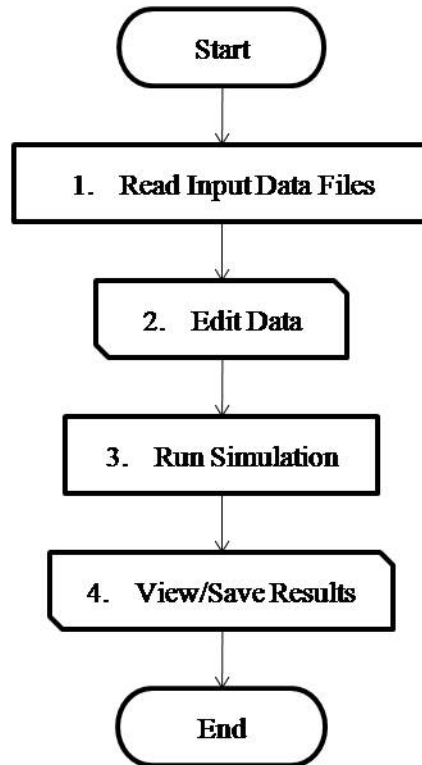 Start
1. Read Input Data Files
2. Edit Data
3. Run Simulation
4. View/Save Results
End